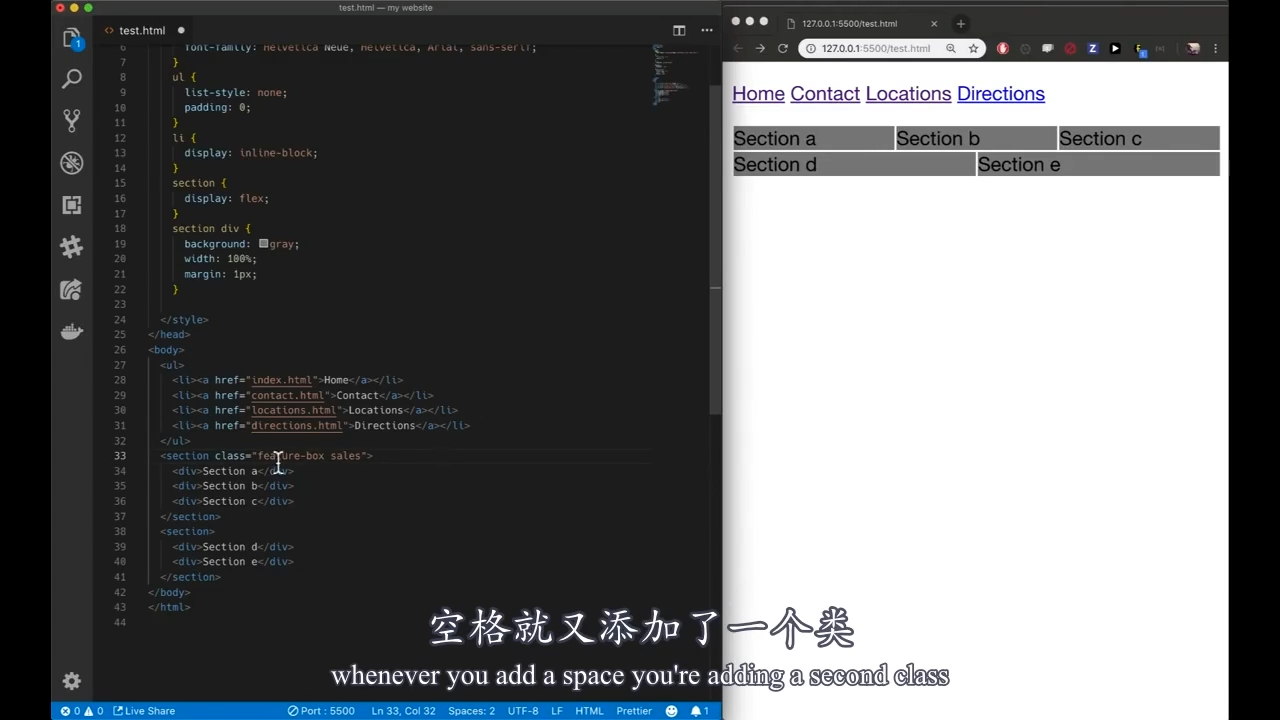 test.html — my website
test.html
6 font-family: Helvetica Neue, Helvetica, Arial, sans-serif;
7 }
8 ul {
9 list-style: none;
10 padding: 0;
11 }
12 li {
13 display: inline-block;
14 }
15 section {
16 display: flex;
17 }
18 section div {
19 background: gray;
20 width: 100%;
21 margin: 1px;
22 }
23
24 </style>
25 </head>
26 <body>
27 <ul>
28 <li><a href="index.html">Home</a></li>
29 <li><a href="contact.html">Contact</a></li>
30 <li><a href="locations.html">Locations</a></li>
31 <li><a href="directions.html">Directions</a></li>
32 </ul>
33 <section class="feature-box sales">
34 <div>Section a</div>
35 <div>Section b</div>
36 <div>Section c</div>
37 </section>
38 <section>
39 <div>Section d</div>
40 <div>Section e</div>
41 </section>
42 </body>
43 </html>
44
1
0 0 Live Share Port : 5500 Ln 33, Col 32 Spaces: 2 UTF-8 LF HTML Prettier 1
127.0.0.1:5500/test.html
127.0.0.1:5500/test.html
Home Contact Locations Directions
Section a Section b Section c
Section d Section e
空格就又添加了一个类
whenever you add a space you're adding a second class